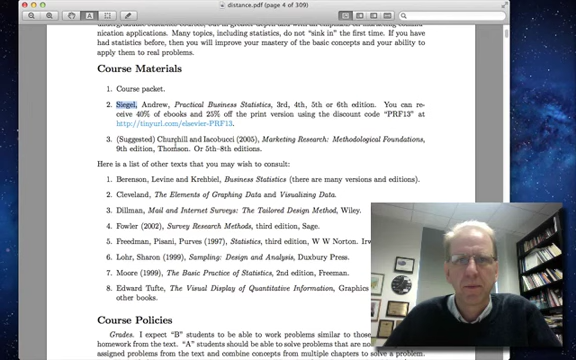 distance.pdf (page 4 of 309)
nication applications. Many topics, including statistics, do not "sink in" the first time. If you have
had statistics before, then you will improve your mastery of the basic concepts and your ability to
apply them to real problems.
Course Materials
1. Course packet.
2. Siegel, Andrew, Practical Business Statistics, 3rd, 4th, 5th or 6th edition. You can re-
ceive 40% of ebooks and 25% off the print version using the discount code "PRF13" at
http://tinyurl.com/elsevier-PRF13.
3. (Suggested) Churchill and Iacobucci (2005), Marketing Research: Methodological Foundations,
9th edition, Thomson. Or 5th–8th editions.
Here is a list of other texts that you may wish to consult:
1. Berenson, Levine and Krehbiel, Business Statistics (there are many versions and editions).
2. Cleveland, The Elements of Graphing Data and Visualizing Data.
3. Dillman, Mail and Internet Surveys: The Tailored Design Method, Wiley.
4. Fowler (2002), Survey Research Methods, third edition, Sage.
5. Freedman, Pisani, Purves (1997), Statistics, third edition, W W Norton.
6. Lohr, Sharon (1999), Sampling: Design and Analysis, Duxbury Press.
7. Moore (1999), The Basic Practice of Statistics, 2nd edition, Freeman.
8. Edward Tufte, The Visual Display of Quantitative Information, Graphics
other books.
Course Policies
Grades. I expect "B" students to be able to work problems similar to those
homework from the text. "A" students should be able to solve problems that are no
assigned problems from the text and combine concepts from multiple chapters to solve a problem.